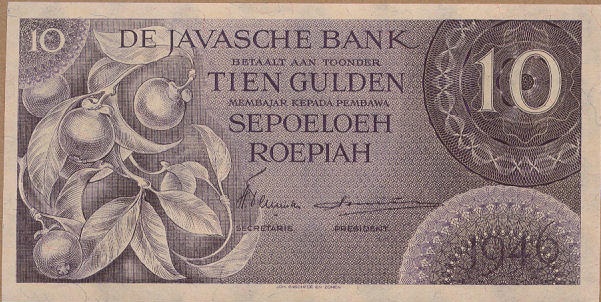 10
DE JAVASCHE BANK
BETAALT AAN TOONDER
TIEN GULDEN
MEMBAJAR KEPADA PEMBAWA
SEPOELOEH
ROEPIAH
10
SECRETARIS PRESIDENT
1946
JOH. ENSCHEDÉ EN ZONEN